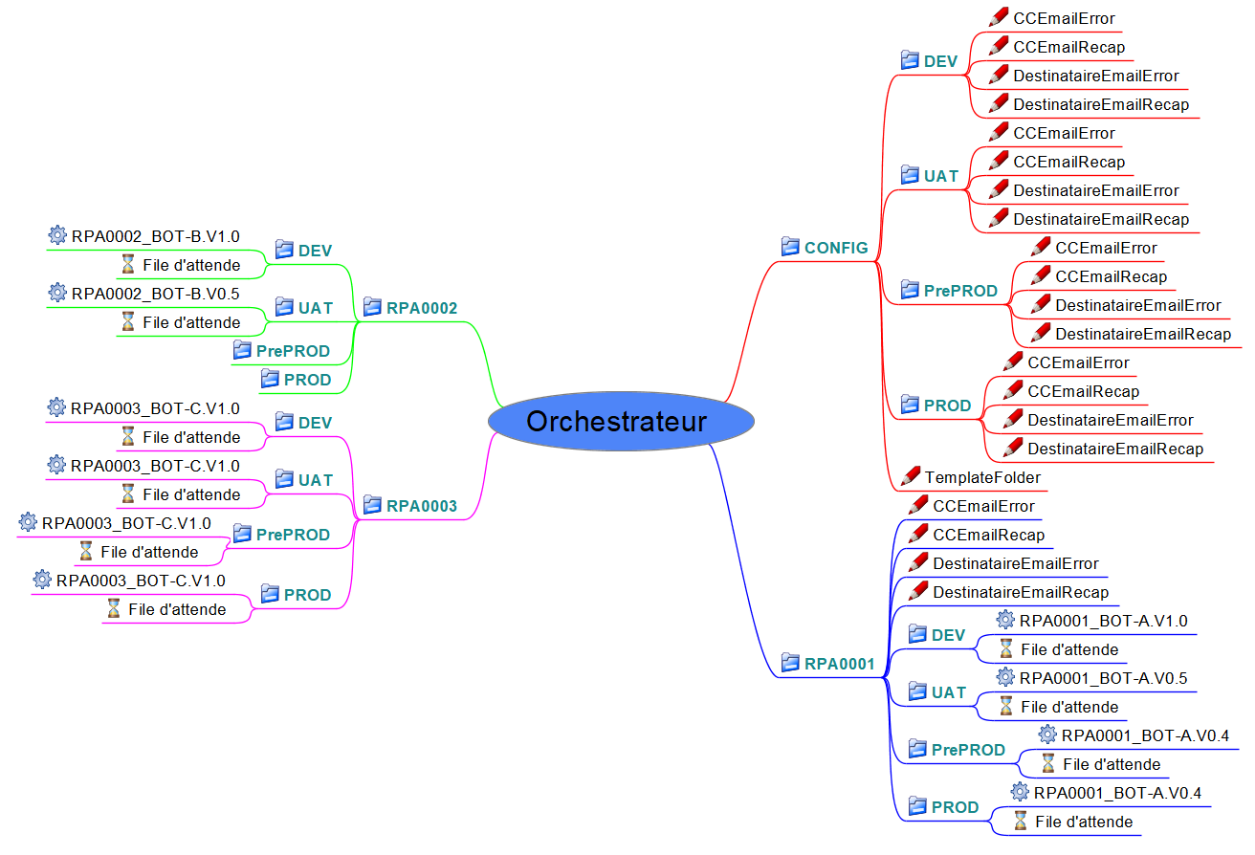 Orchestrateur
CONFIG
DEV
CCEmailError
CCEmailRecap
DestinataireEmailError
DestinataireEmailRecap
UAT
CCEmailError
CCEmailRecap
DestinataireEmailError
DestinataireEmailRecap
PrePROD
CCEmailError
CCEmailRecap
DestinataireEmailError
DestinataireEmailRecap
PROD
CCEmailError
CCEmailRecap
DestinataireEmailError
DestinataireEmailRecap
TemplateFolder
RPA0001
CCEmailError
CCEmailRecap
DestinataireEmailError
DestinataireEmailRecap
DEV
RPA0001_BOT-A.V1.0
File d'attende
UAT
RPA0001_BOT-A.V0.5
File d'attende
PrePROD
RPA0001_BOT-A.V0.4
File d'attende
PROD
RPA0001_BOT-A.V0.4
File d'attende
RPA0002
DEV
RPA0002_BOT-B.V1.0
File d'attende
UAT
RPA0002_BOT-B.V0.5
File d'attende
PrePROD
PROD
RPA0003
DEV
RPA0003_BOT-C.V1.0
File d'attende
UAT
RPA0003_BOT-C.V1.0
File d'attende
PrePROD
RPA0003_BOT-C.V1.0
File d'attende
PROD
RPA0003_BOT-C.V1.0
File d'attende